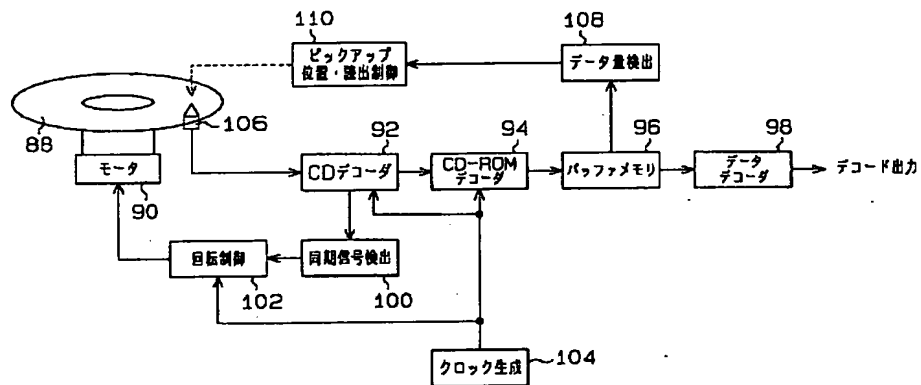 110
ピックアップ
位置・読出制御
108
データ量検出
88
106
モータ
90
92
CDデコーダ
94
CD-ROM
デコーダ
96
バッファメモリ
98
データ
デコーダ
デコード出力
回転制御
102
同期信号検出
100
クロック生成
104